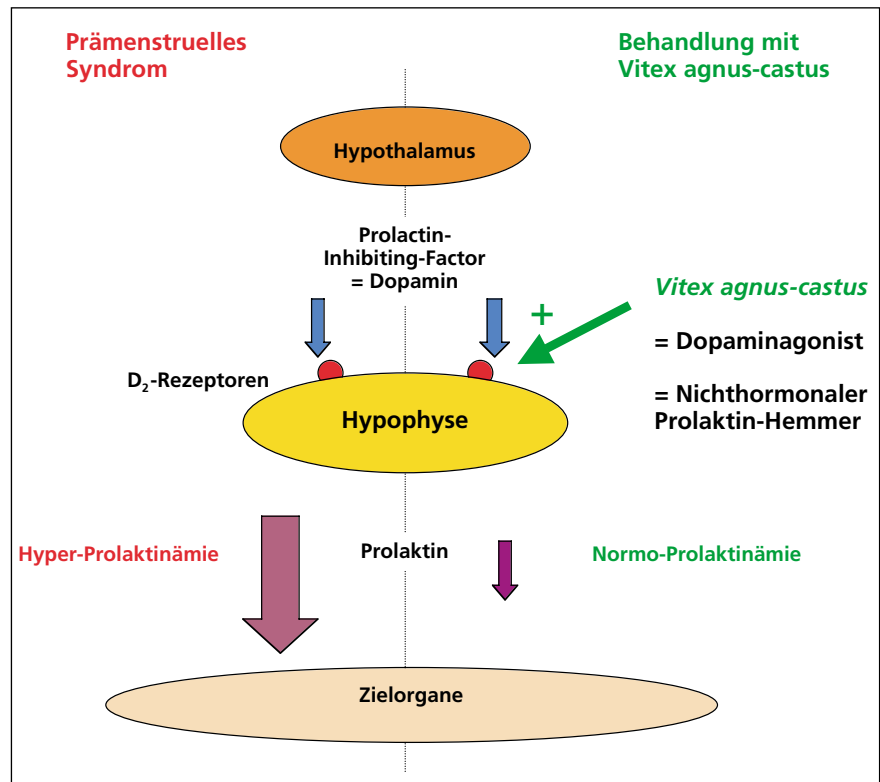 Prämenstruelles
Syndrom
Behandlung mit
Vitex agnus-castus
Hypothalamus
Prolactin-
Inhibiting-Factor
= Dopamin
+
Vitex agnus-castus
= Dopaminagonist
= Nichthormonaler
Prolaktin-Hemmer
D₂-Rezeptoren
Hypophyse
Hyper-Prolaktinämie
Prolaktin
Normo-Prolaktinämie
Zielorgane